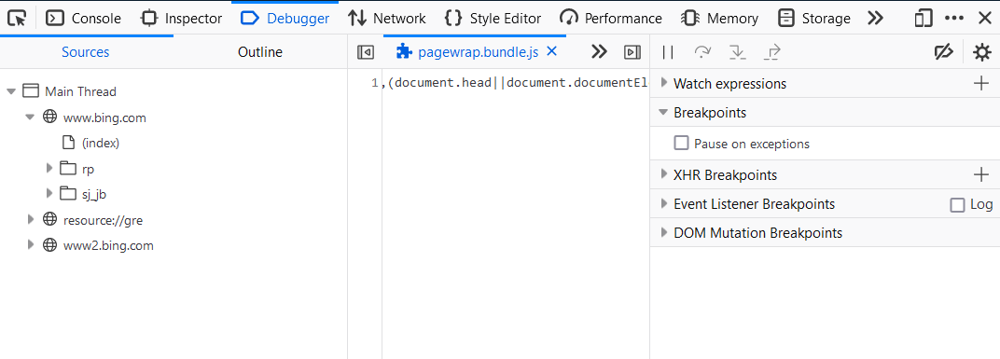 Console Inspector Debugger Network {} Style Editor Performance Memory Storage
Sources Outline
Main Thread
www.bing.com
(index)
rp
sj_jb
resource://gre
www2.bing.com
pagewrap.bundle.js
1 ,(document.head||document.documentEl
Watch expressions
Breakpoints
Pause on exceptions
XHR Breakpoints
Event Listener Breakpoints Log
DOM Mutation Breakpoints